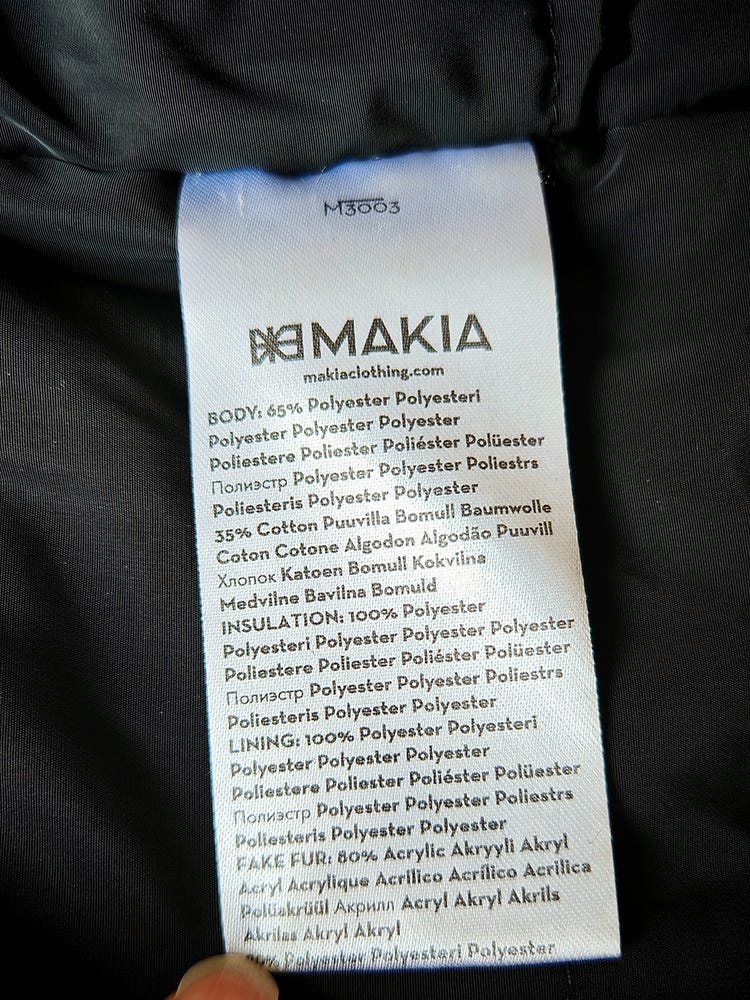 M3003
MAKIA
makiaclothing.com
BODY: 65% Polyester Polyesteri
Polyester Polyester Polyester
Poliestere Poliester Poliéster Polüester
Полиэстр Polyester Polyester Poliestrs
Poliesteris Polyester Polyester
35% Cotton Puuvilla Bomull Baumwolle
Coton Cotone Algodon Algodão Puuvill
Хлопок Katoen Bomull Kokvilna
Medvilne Bavilna Bomuld
INSULATION: 100% Polyester
Polyesteri Polyester Polyester Polyester
Poliestere Poliester Poliéster Polüester
Полиэстр Polyester Polyester Poliestrs
Poliesteris Polyester Polyester
LINING: 100% Polyester Polyesteri
Polyester Polyester Polyester
Poliestere Poliester Poliéster Polüester
Полиэстр Polyester Polyester Poliestrs
Poliesteris Polyester Polyester
FAKE FUR: 80% Acrylic Akryyli Akryl
Acryl Acrylique Acrilico Acrílico Acrilica
Polüakrüül Акрилл Acryl Akryl Akrils
Akrilas Akryl Akryl
Polyester Polyesteri Polyester